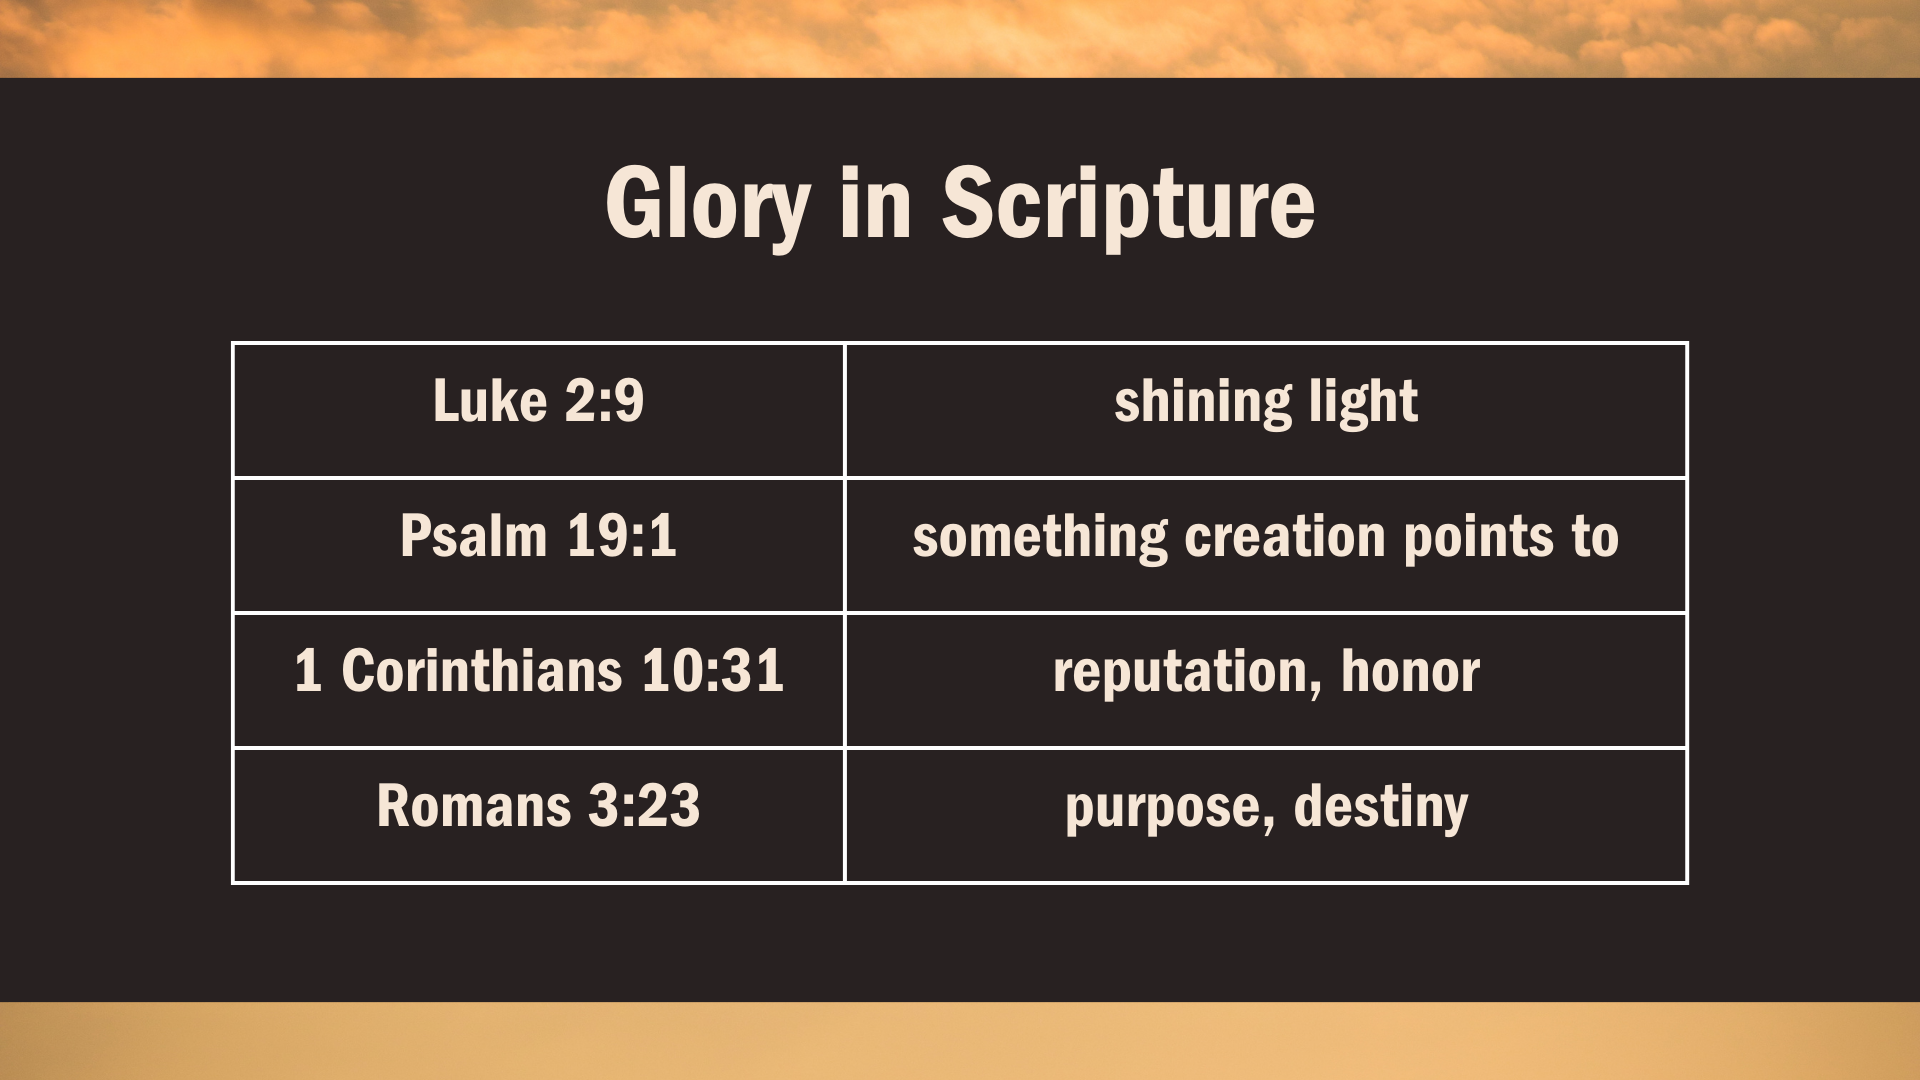 Glory in Scripture
Luke 2:9
shining light
Psalm 19:1
something creation points to
1 Corinthians 10:31
reputation, honor
Romans 3:23
purpose, destiny